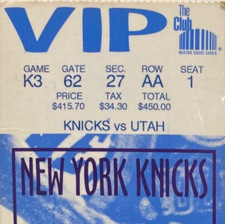 VIP
The
Club
MADISON SQUARE GARDEN
GAME GATE SEC. ROW SEAT
K3 62 27 AA 1
PRICE TAX TOTAL
$415.70 $34.30 $450.00
KNICKS vs UTAH
NEW YORK KNICKS